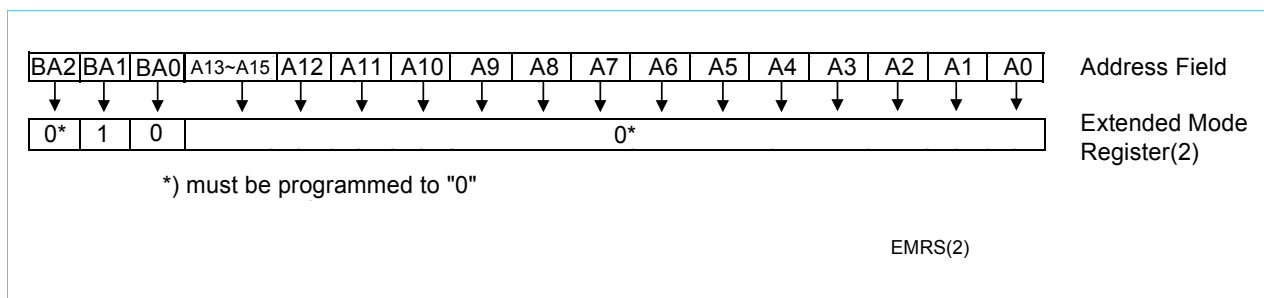 BA2 BA1 BA0 A13~A15 A12 A11 A10 A9 A8 A7 A6 A5 A4 A3 A2 A1 A0 Address Field
0* 1 0 0* Extended Mode
Register(2)
*) must be programmed to "0"
EMRS(2)